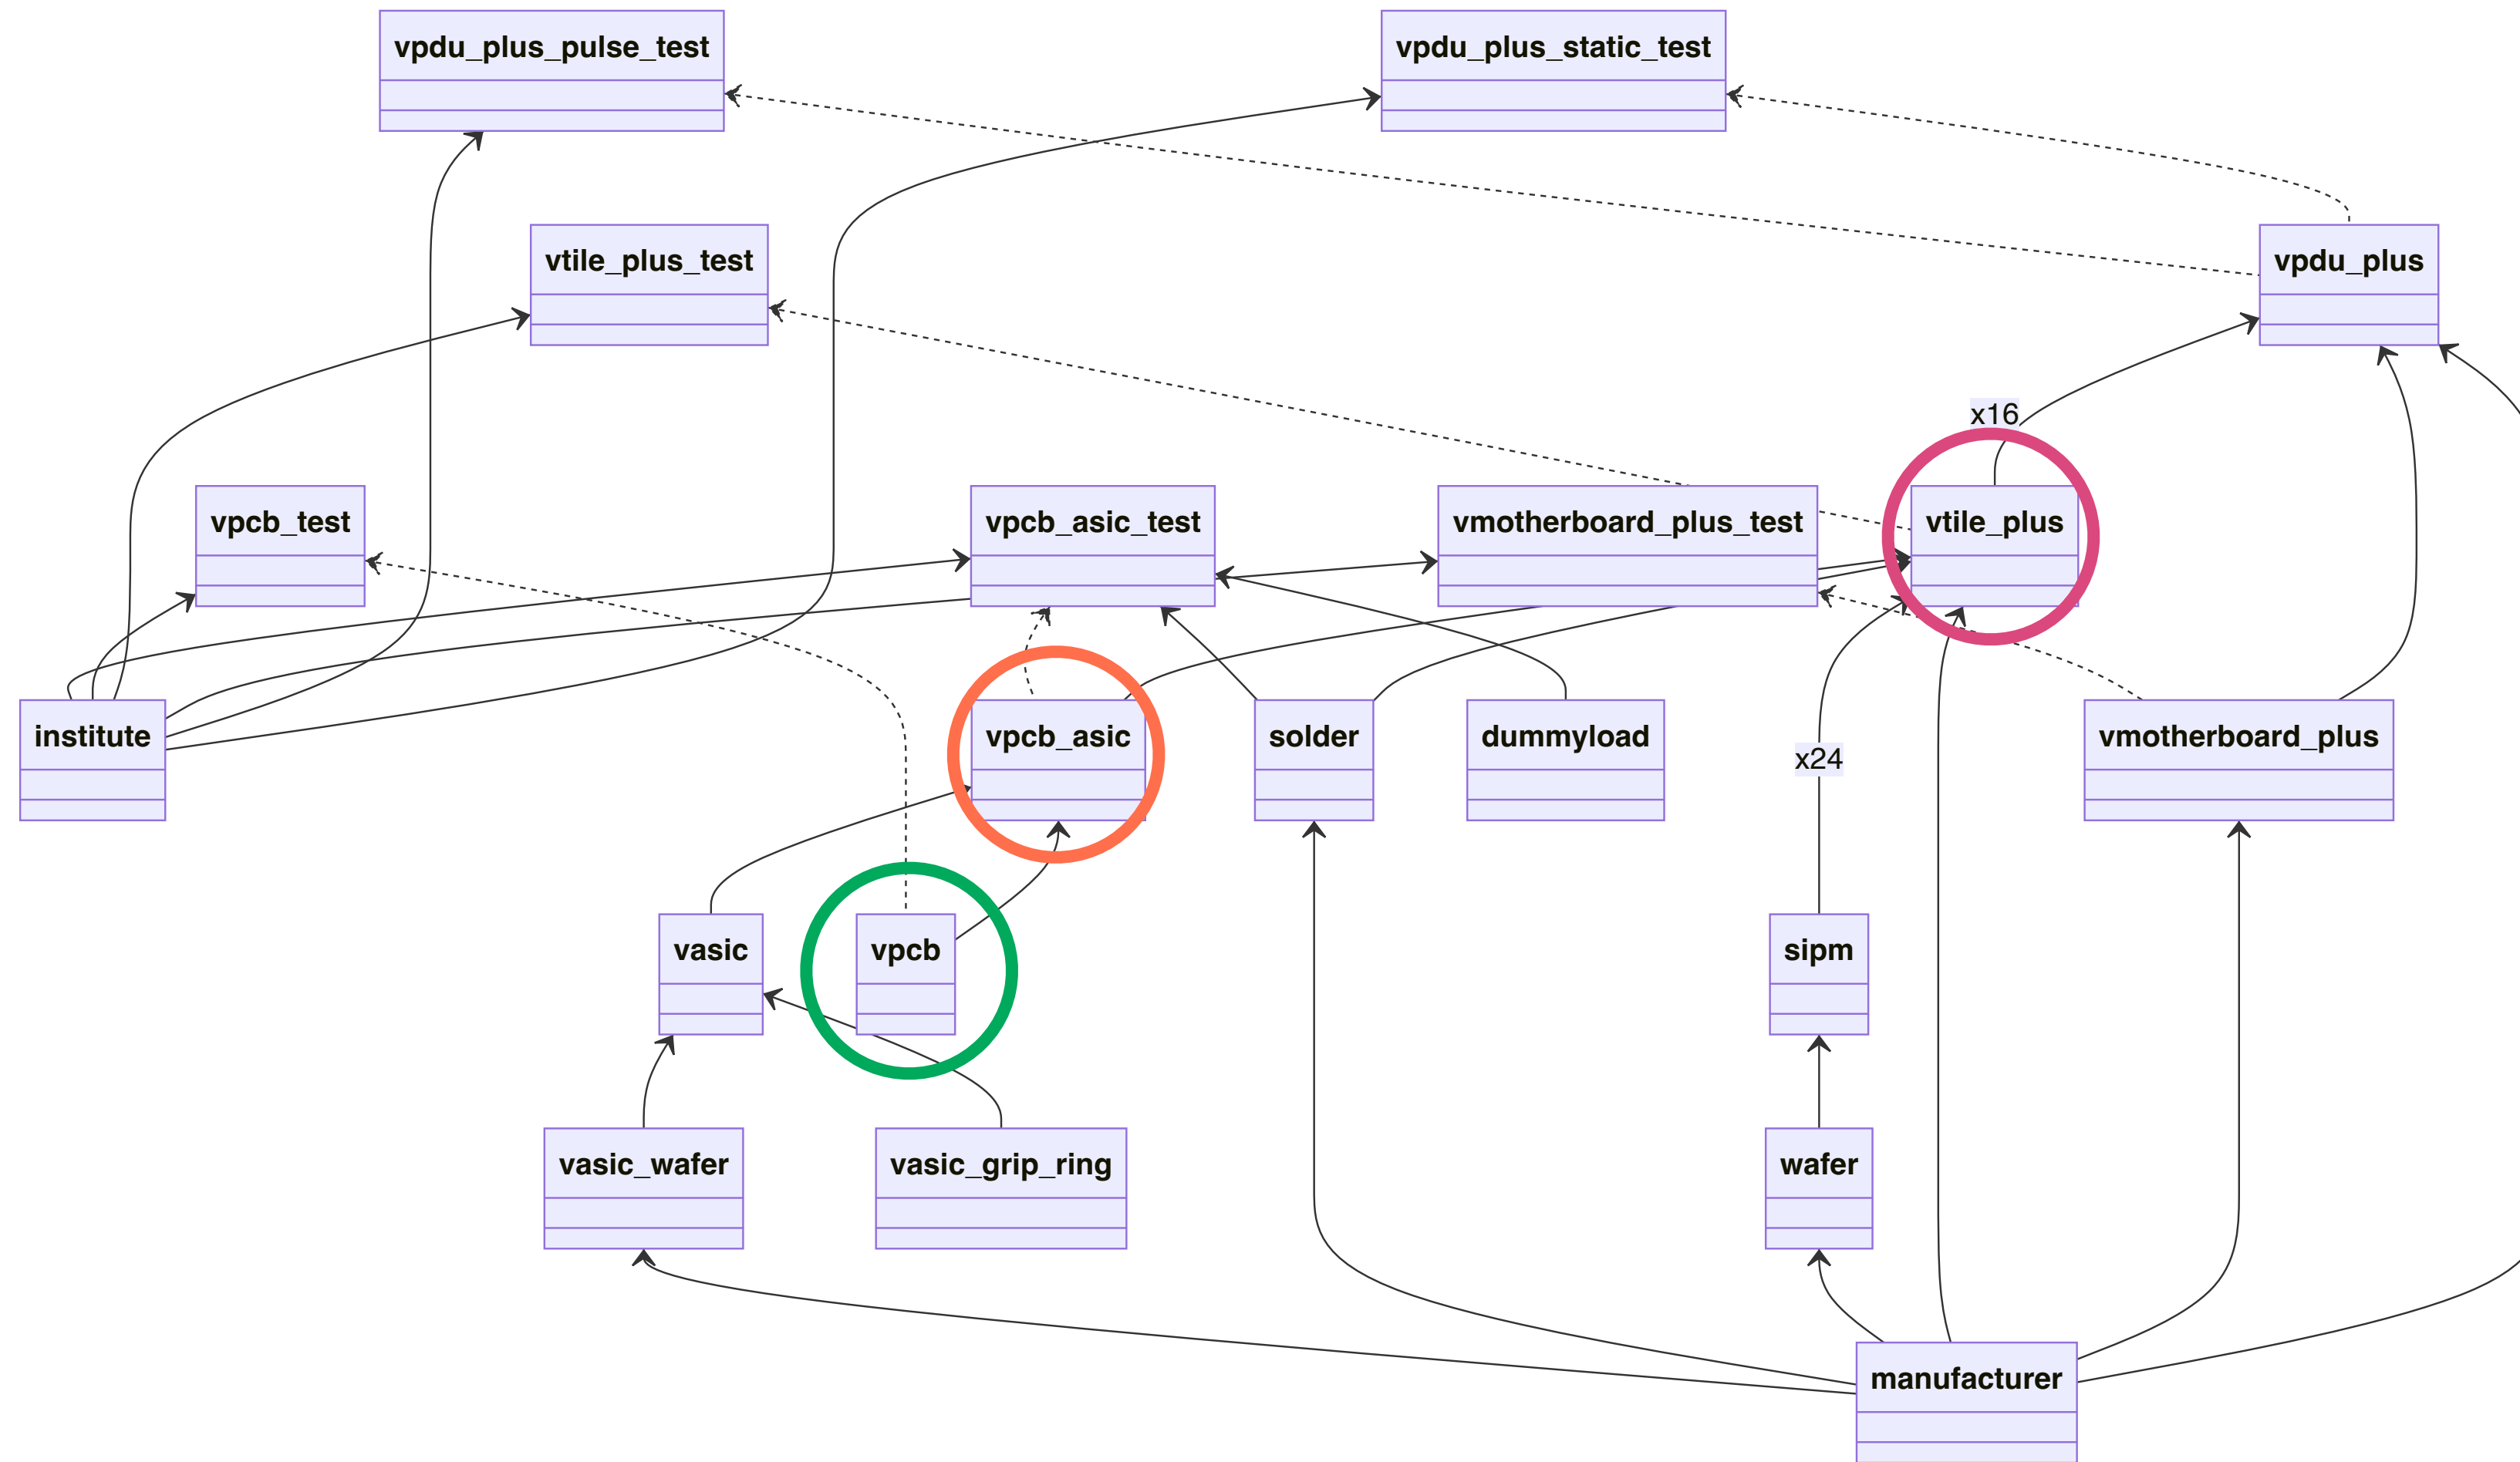 vpdu_plus_pulse_test
vpdu_plus_static_test
vtile_plus_test
vpdu_plus
x16
vpcb_test
vpcb_asic_test
vmotherboard_plus_test
vtile_plus
institute
vpcb_asic
solder
dummyload
x24
vmotherboard_plus
vasic
vpcb
sipm
vasic_wafer
vasic_grip_ring
wafer
manufacturer